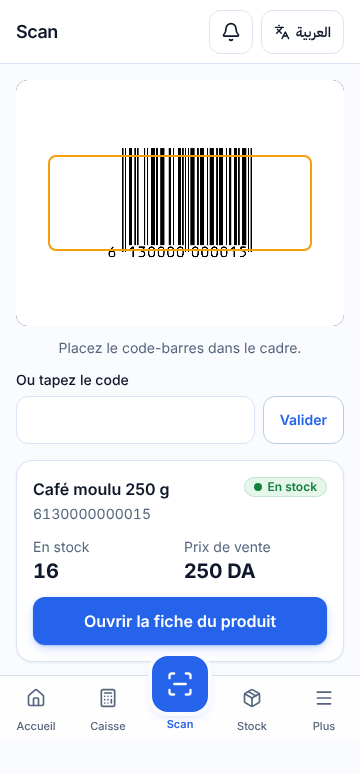 Scan
العربية
6 130000 000015
Placez le code-barres dans le cadre.
Ou tapez le code
Valider
Café moulu 250 g
En stock
6130000000015
En stock
Prix de vente
16
250 DA
Ouvrir la fiche du produit
Accueil
Caisse
Scan
Stock
Plus